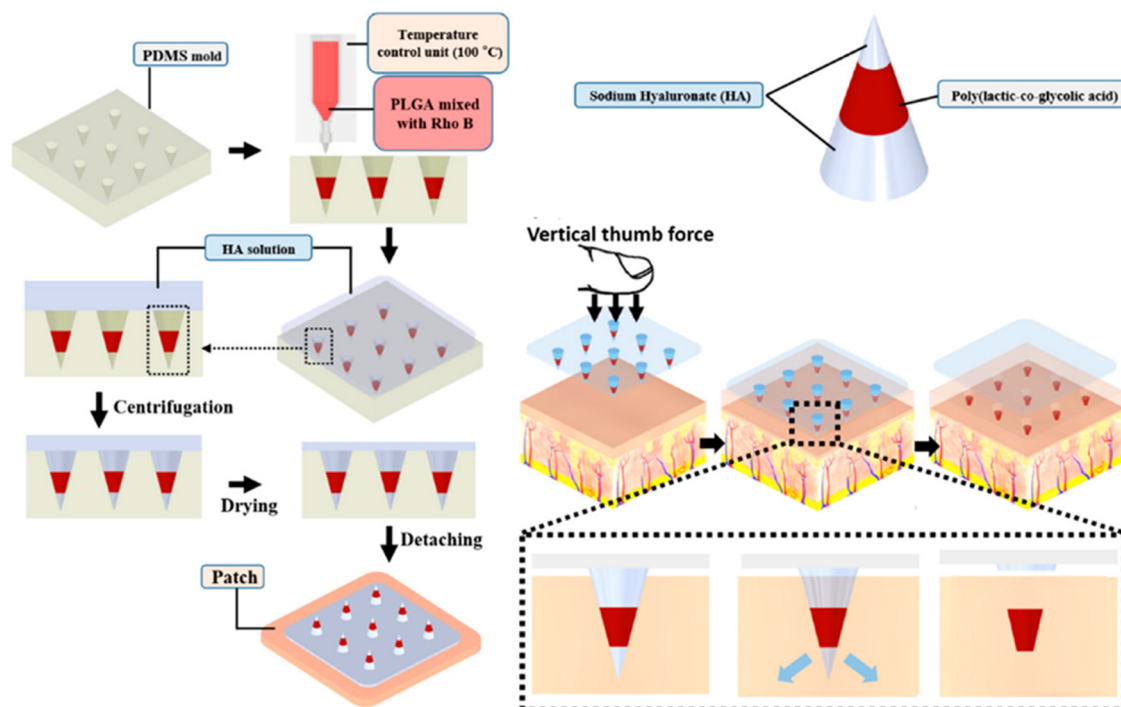 PDMS mold
Temperature
control unit (100 °C)
PLGA mixed
with Rho B
Sodium Hyaluronate (HA)
Poly(lactic-co-glycolic acid)
HA solution
Vertical thumb force
Centrifugation
Drying
Detaching
Patch